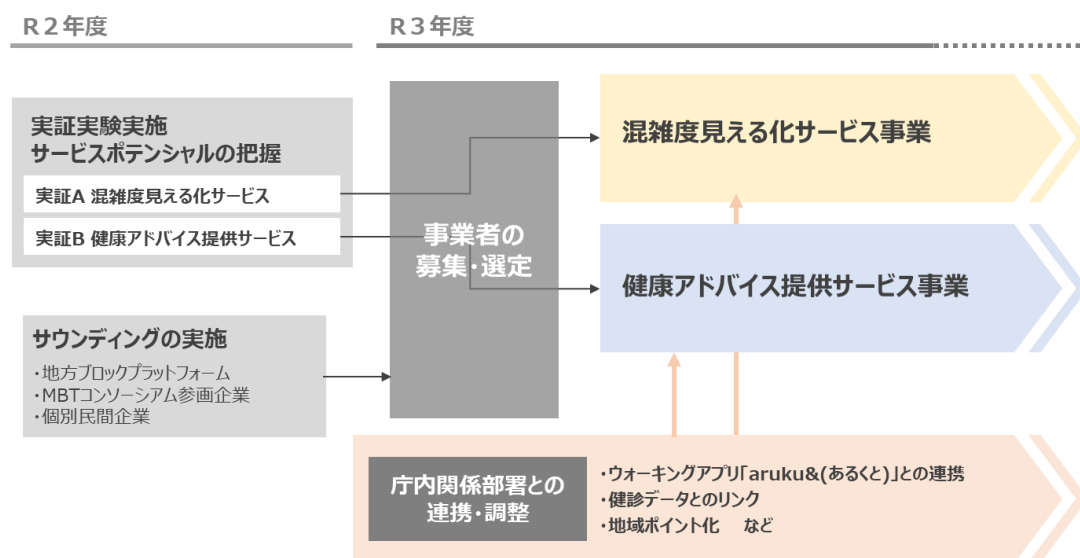 R２年度
R３年度
実証実験実施
サービスポテンシャルの把握
実証A 混雑度見える化サービス
実証B 健康アドバイス提供サービス
サウンディングの実施
・地方ブロックプラットフォーム
・MBTコンソーシアム参画企業
・個別民間企業
事業者の
募集・選定
混雑度見える化サービス事業
健康アドバイス提供サービス事業
庁内関係部署との
連携・調整
・ウォーキングアプリ「aruku&(あるくと)」との連携
・健診データとのリンク
・地域ポイント化　など